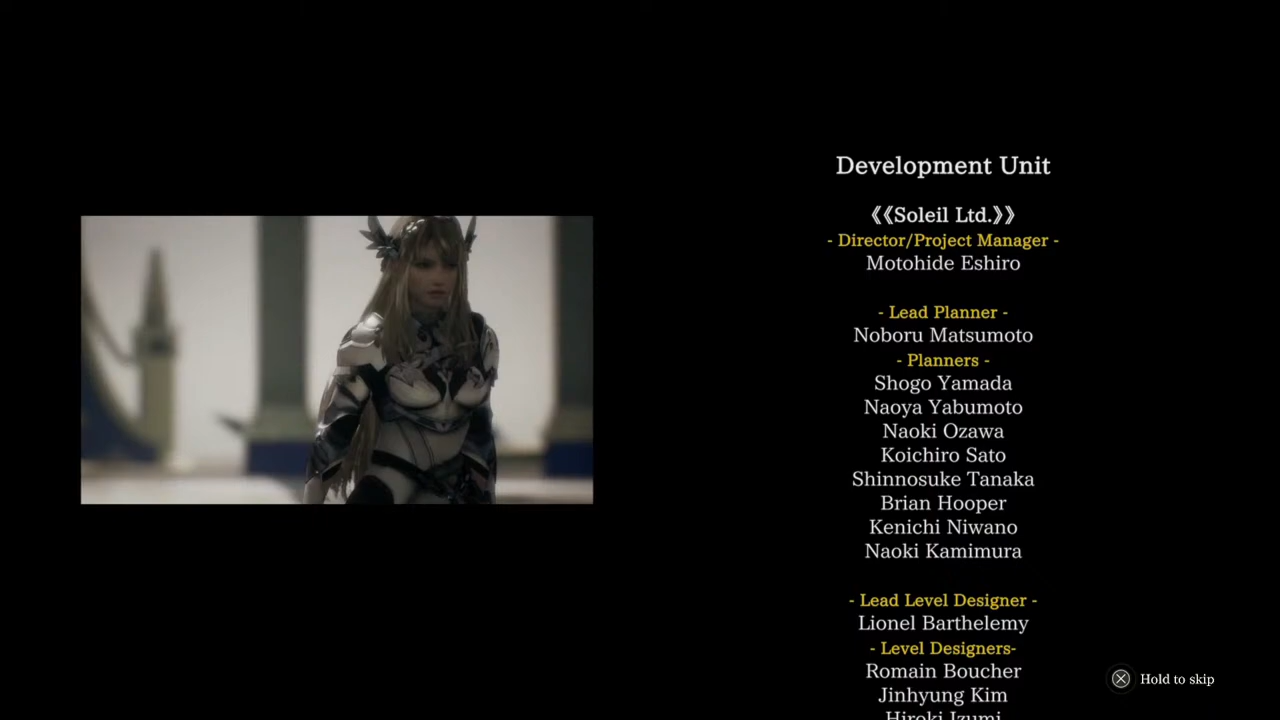 Development Unit
《《Soleil Ltd.》》
- Director/Project Manager -
Motohide Eshiro
- Lead Planner -
Noboru Matsumoto
- Planners -
Shogo Yamada
Naoya Yabumoto
Naoki Ozawa
Koichiro Sato
Shinnosuke Tanaka
Brian Hooper
Kenichi Niwano
Naoki Kamimura
- Lead Level Designer -
Lionel Barthelemy
- Level Designers-
Romain Boucher
Jinhyung Kim
Hiroki Izumi
Hold to skip